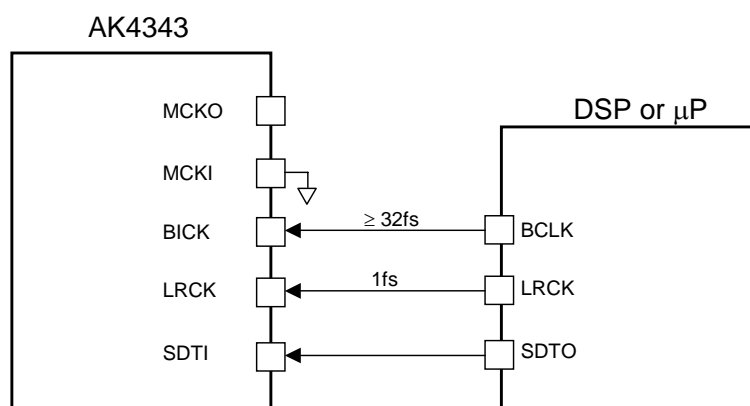 AK4343
DSP or μP
MCKO
MCKI
BICK
≥ 32fs
BCLK
LRCK
1fs
LRCK
SDTI
SDTO